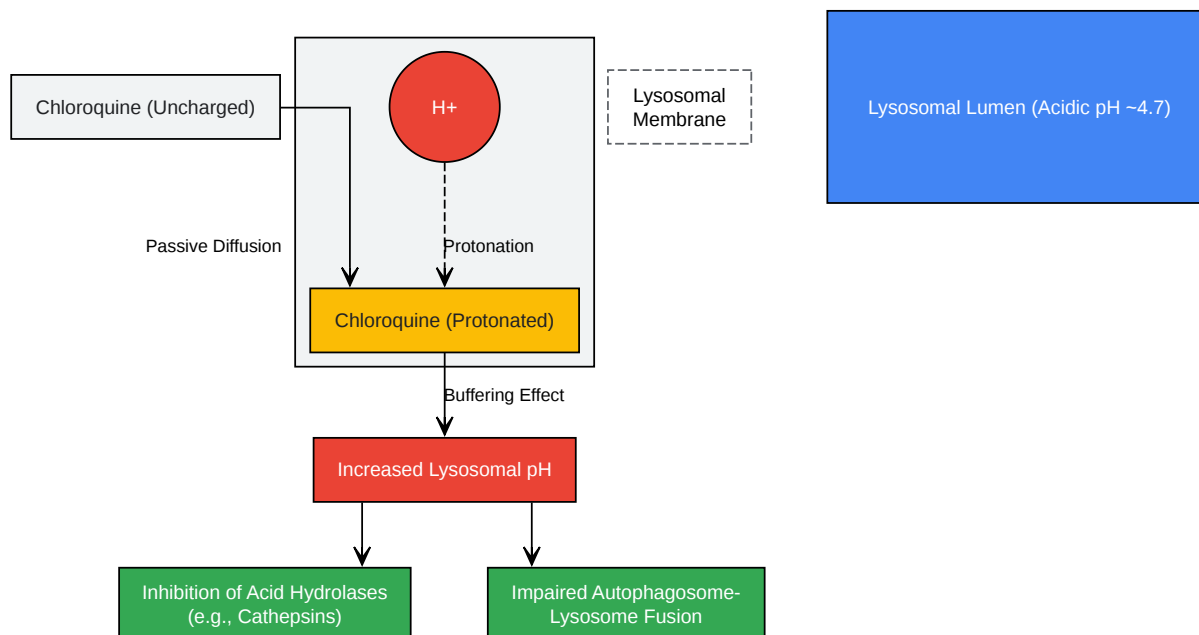 Chloroquine (Uncharged)
H+
Lysosomal
Membrane
Lysosomal Lumen (Acidic pH ~4.7)
Passive Diffusion
Protonation
Chloroquine (Protonated)
Buffering Effect
Increased Lysosomal pH
Inhibition of Acid Hydrolases
(e.g., Cathepsins)
Impaired Autophagosome-
Lysosome Fusion